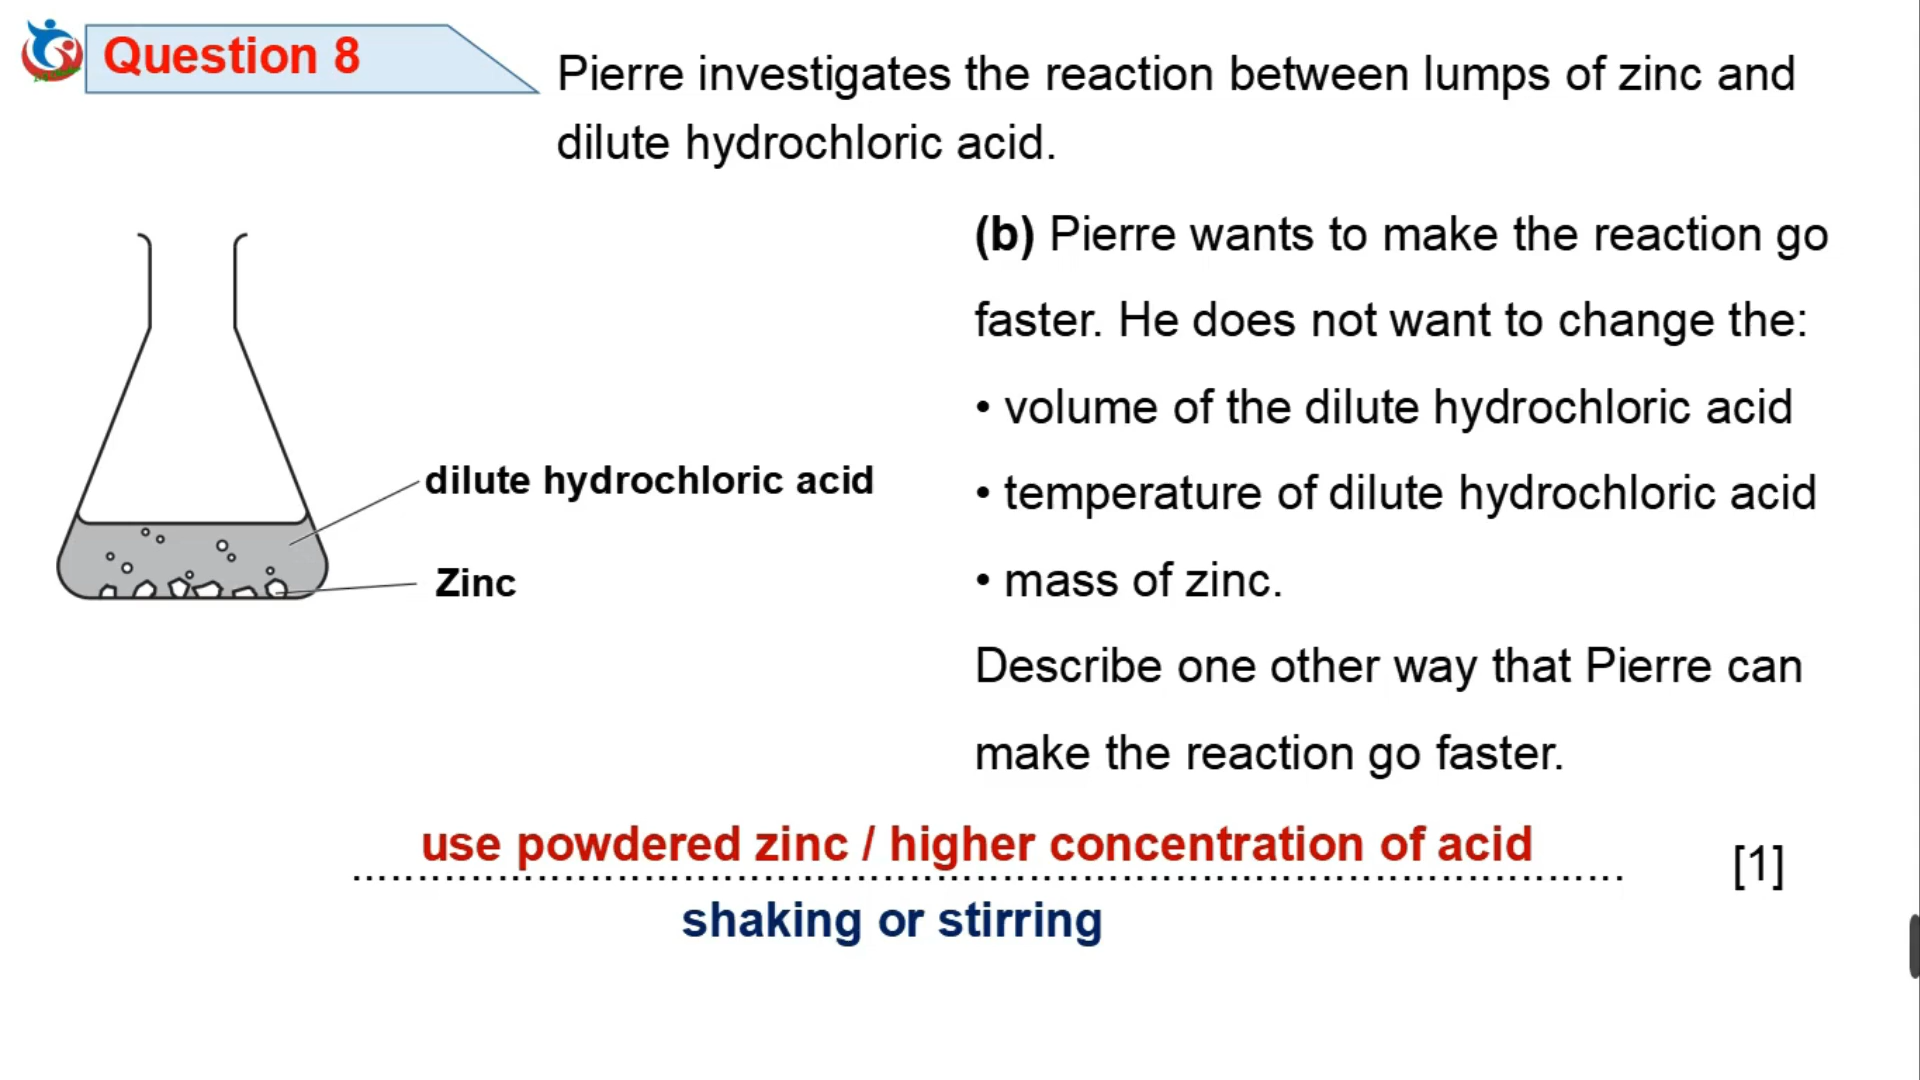 Question 8
Pierre investigates the reaction between lumps of zinc and
dilute hydrochloric acid.
(b) Pierre wants to make the reaction go
faster. He does not want to change the:
• volume of the dilute hydrochloric acid
• temperature of dilute hydrochloric acid
• mass of zinc.
Describe one other way that Pierre can
make the reaction go faster.
dilute hydrochloric acid
Zinc
use powdered zinc / higher concentration of acid
[1]
shaking or stirring